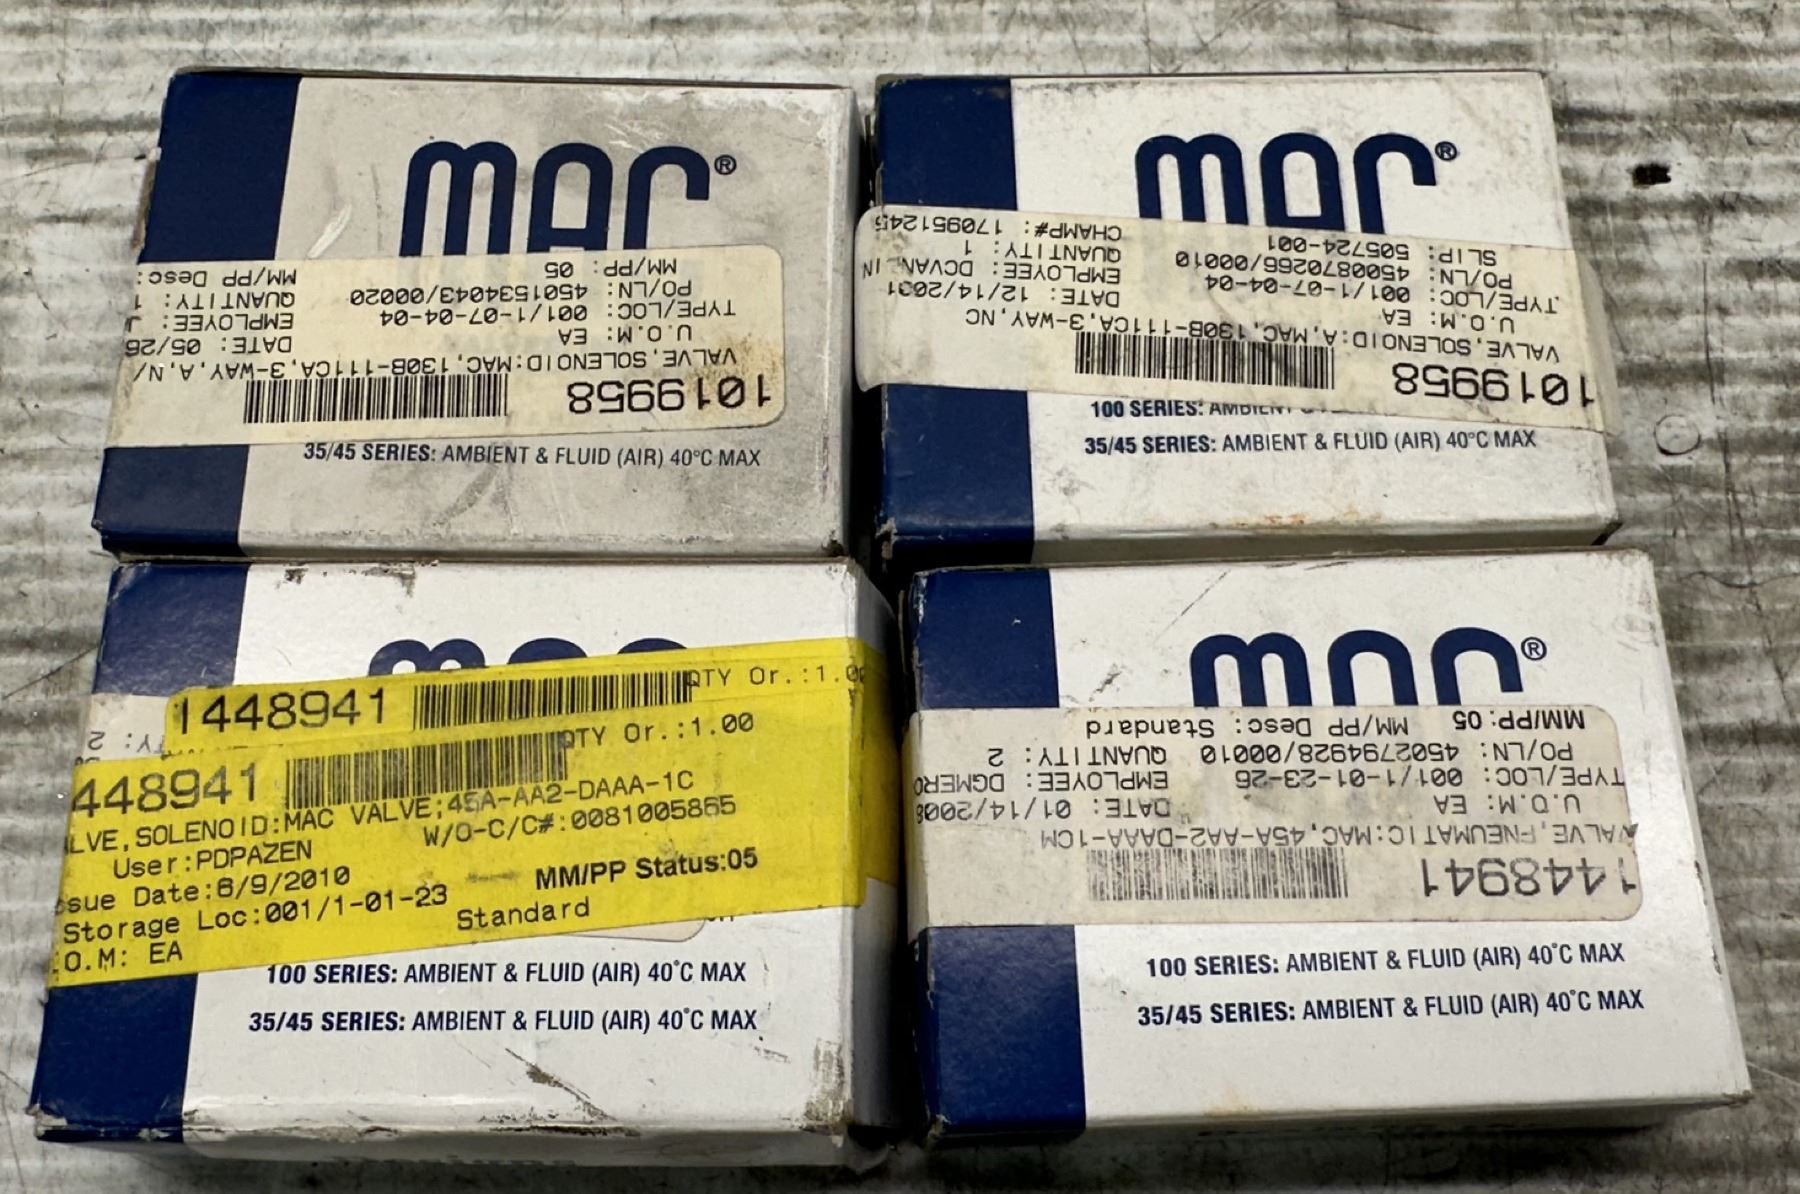 mac®
1019958
VALVE, SOLENOID:MAC, 130B-111CA, 3-WAY, A,N/
U.O.M: EA
DATE: 05/26
TYPE/LOC: 001/1-07-04-04
EMPLOYEE: J
PO/LN: 4501534043/00020
QUANTITY: 1
MM/PP: 05
MM/PP Desc:
35/45 SERIES: AMBIENT & FLUID (AIR) 40°C MAX
mac®
1019958
VALVE, SOLENOID:A,MAC,130B-111CA,3-WAY,NC
U.O.M: EA
DATE: 12/14/2031
TYPE/LOC: 001/1-07-04-04
EMPLOYEE:
PO/LN: 4500870266/00010
QUANTITY: 1
SLIP: 505724-001
CHAMP#: 170951245
100 SERIES: AMBIENT
35/45 SERIES: AMBIENT & FLUID (AIR) 40°C MAX
1448941 QTY Or.:1.00
448941 QTY Or.:1.00
LVE,SOLENOID:MAC VALVE;45A-AA2-DAAA-1C
User:PDPAZEN W/O-C/C#:0081005865
sue Date:6/9/2010 MM/PP Status:05
Storage Loc:001/1-01-23 Standard
.O.M: EA
100 SERIES: AMBIENT & FLUID (AIR) 40°C MAX
35/45 SERIES: AMBIENT & FLUID (AIR) 40°C MAX
mac®
1448941
VALVE,PNEUMATIC:MAC,45A-AA2-DAAA-1CM
U.O.M: EA
DATE: 01/14/2008
TYPE/LOC: 001/1-01-23-26
EMPLOYEE: DGMERO
PO/LN: 4502794928/00010
QUANTITY: 2
MM/PP: 05
MM/PP Desc: Standard
100 SERIES: AMBIENT & FLUID (AIR) 40°C MAX
35/45 SERIES: AMBIENT & FLUID (AIR) 40°C MAX